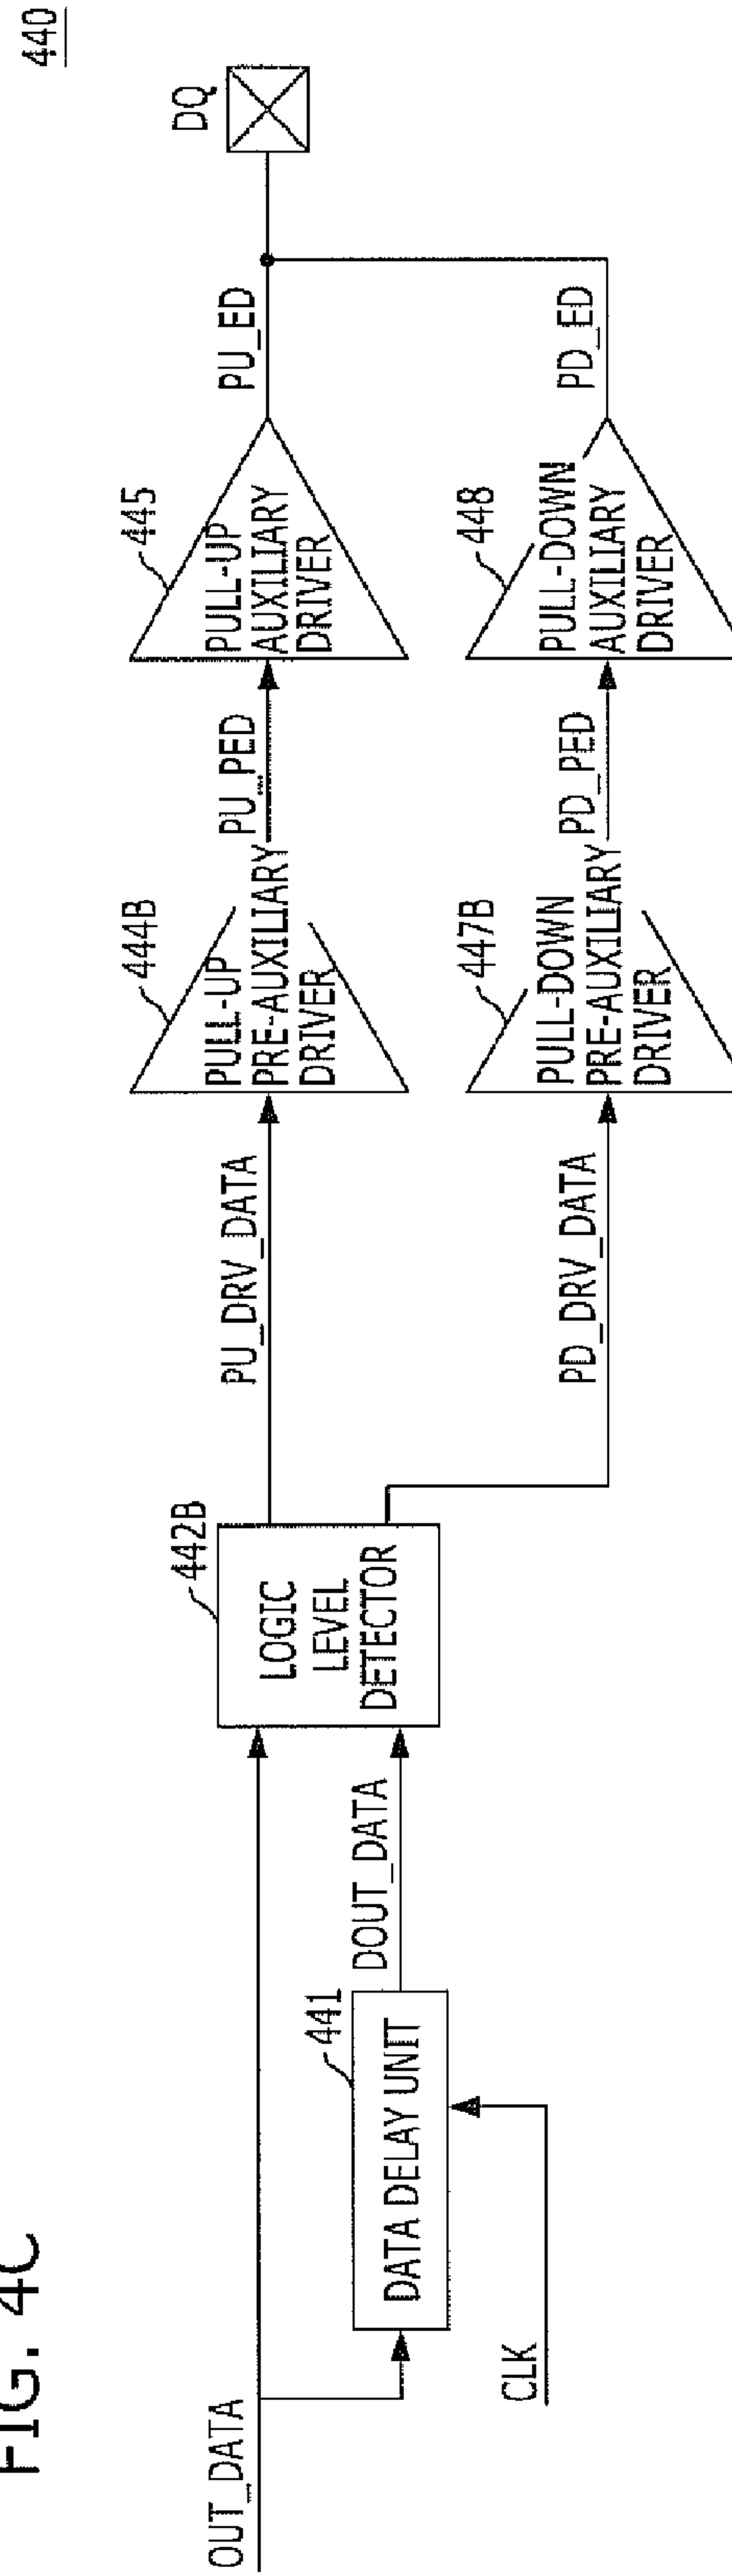 FIG. 4C
440
OUT_DATA
CLK
441
DATA DELAY UNIT
DOUT_DATA
442B
LOGIC
LEVEL
DETECTOR
PU_DRV_DATA
PD_DRV_DATA
444B
PULL-UP
PRE-AUXILIARY
DRIVER
447B
PULL-DOWN
PRE-AUXILIARY
DRIVER
PU_PED
PD_PED
445
PULL-UP
AUXILIARY
DRIVER
448
PULL-DOWN
AUXILIARY
DRIVER
PU_ED
PD_ED
DQ